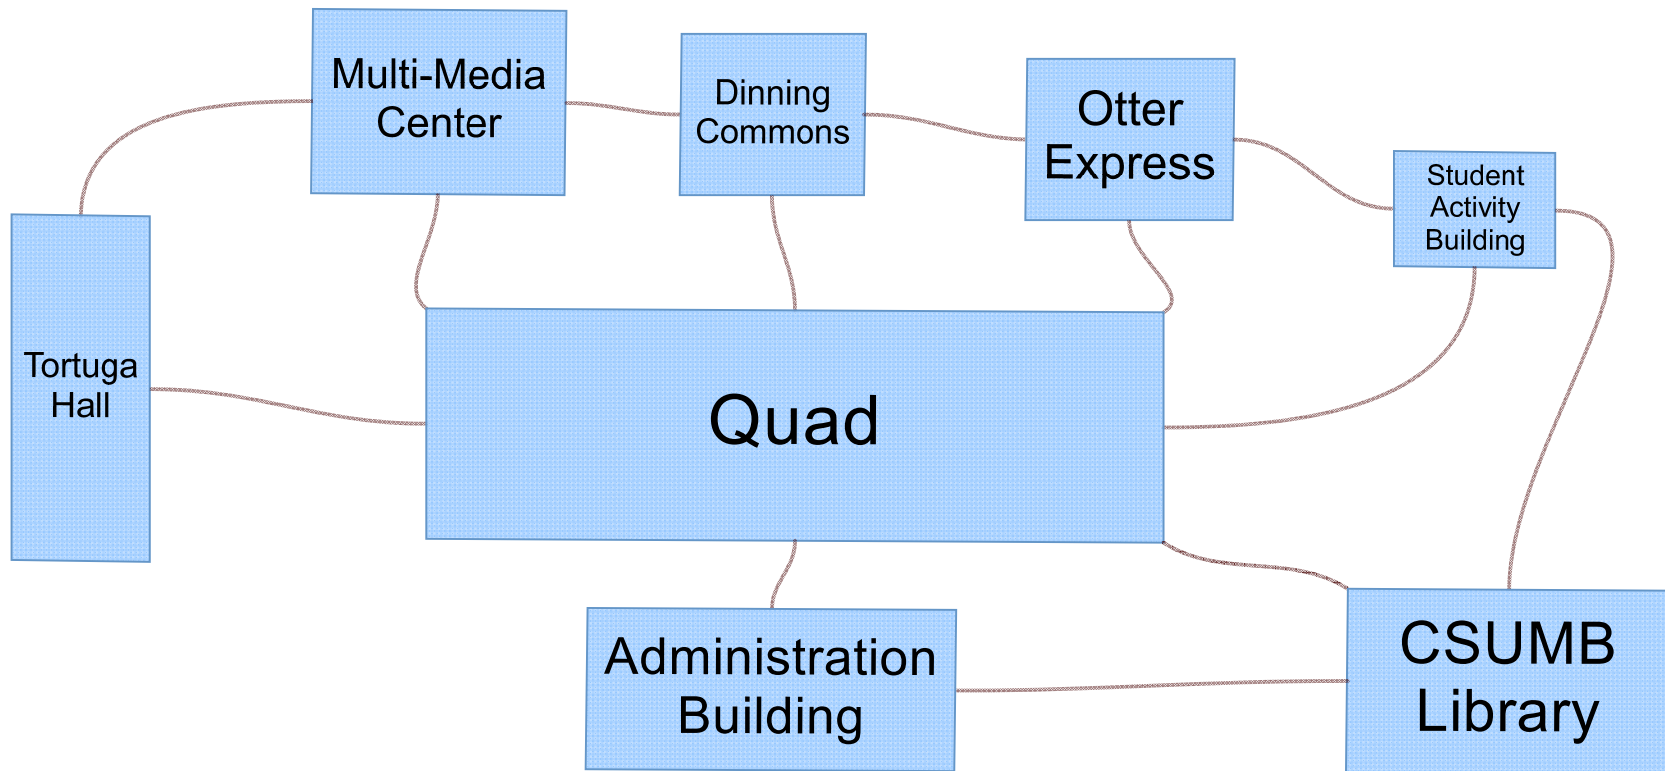 Multi-Media
Center
Dinning
Commons
Otter
Express
Student
Activity
Building
Tortuga
Hall
Quad
Administration
Building
CSUMB
Library